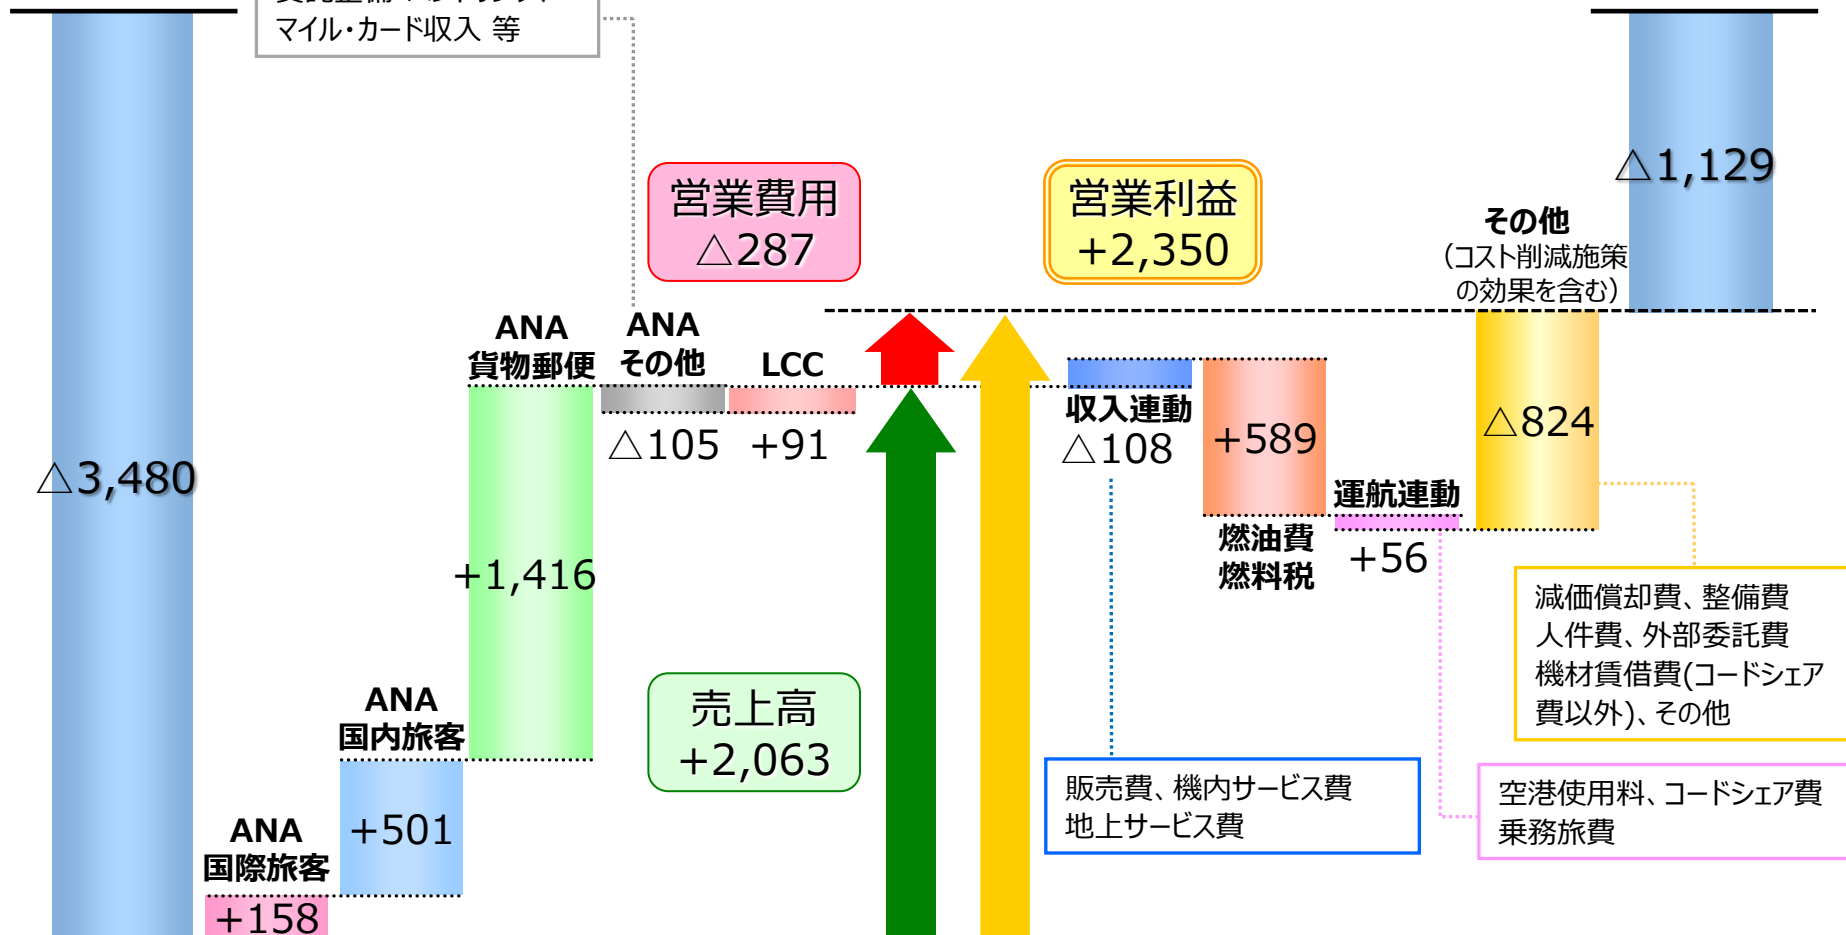 マイル・カード収入 等
△3,480
ANA
国際旅客
+158
ANA
国内旅客
+501
ANA
貨物郵便
+1,416
ANA
その他
△105
LCC
+91
営業費用
△287
売上高
+2,063
営業利益
+2,350
収入連動
△108
販売費、機内サービス費
地上サービス費
+589
燃油費
燃料税
運航連動
+56
空港使用料、コードシェア費
乗務旅費
その他
（コスト削減施策
の効果を含む）
△824
減価償却費、整備費
人件費、外部委託費
機材賃借費(コードシェア
費以外)、その他
△1,129